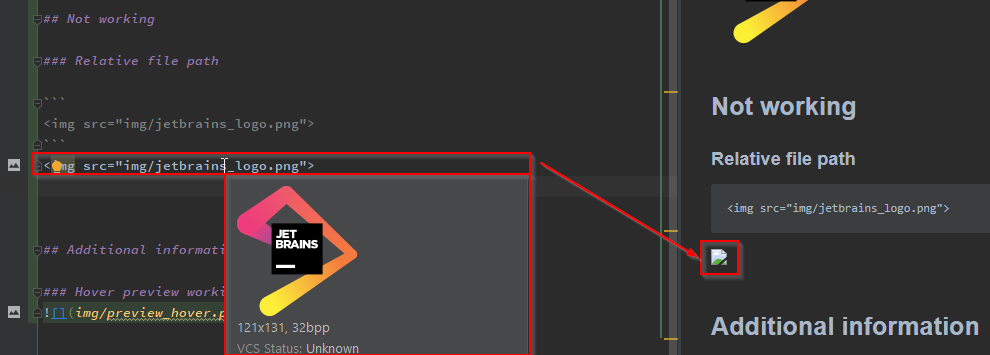 ## Not working
### Relative file path
```
<img src="img/jetbrains_logo.png">
```
<img src="img/jetbrains_logo.png">
JET
BRAINS
121x131, 32bpp
VCS Status: Unknown
## Additional informati
### Hover preview worki
![](img/preview_hover.p
Not working
Relative file path
<img src="img/jetbrains_logo.png">
Additional information